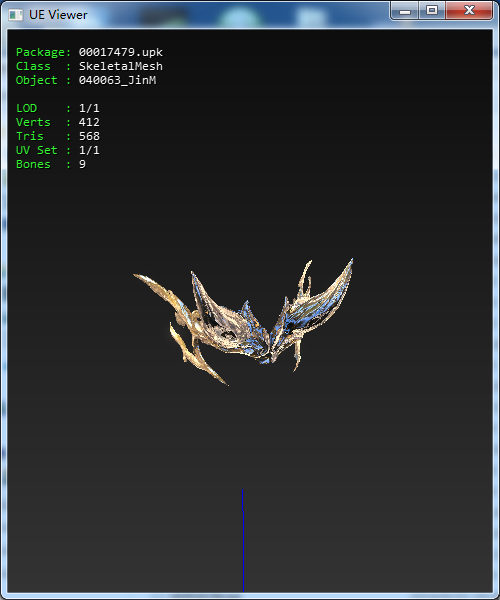 UE Viewer
Package: 00017479.upk
Class : SkeletalMesh
Object : 040063_JinM
LOD : 1/1
Verts : 412
Tris : 568
UV Set : 1/1
Bones : 9